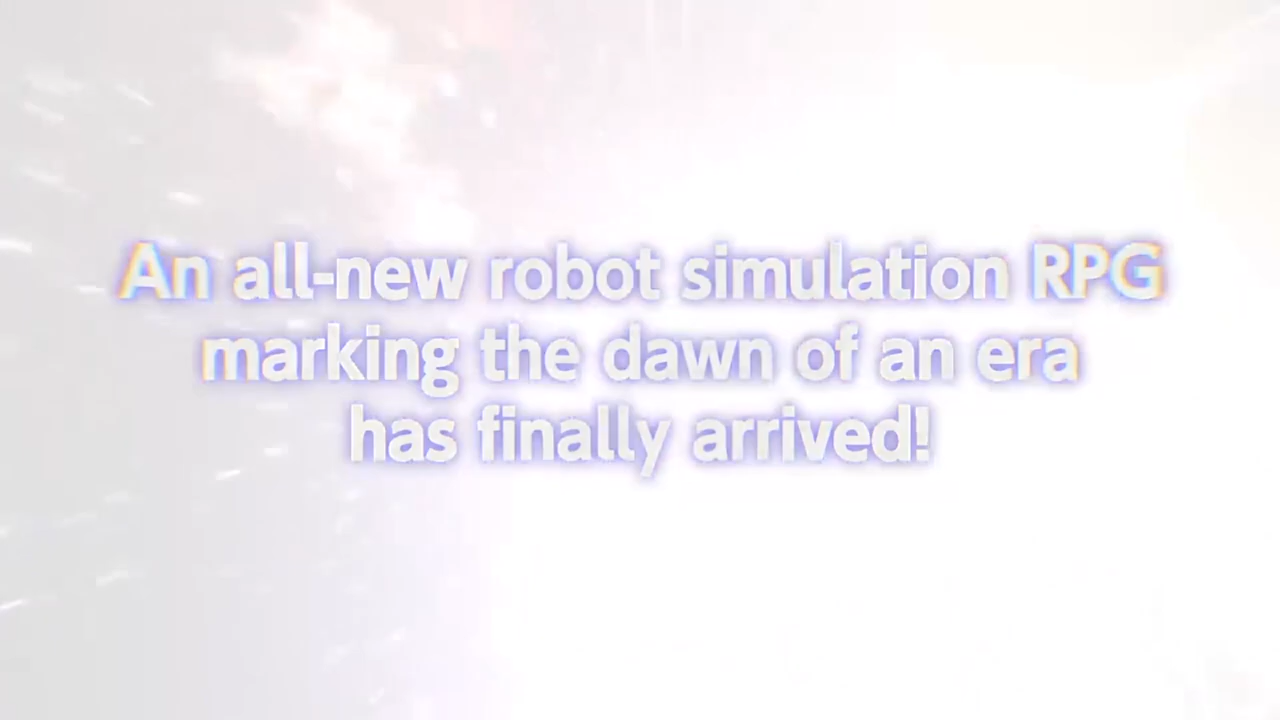 An all-new robot simulation RPG
marking the dawn of an era
has finally arrived!